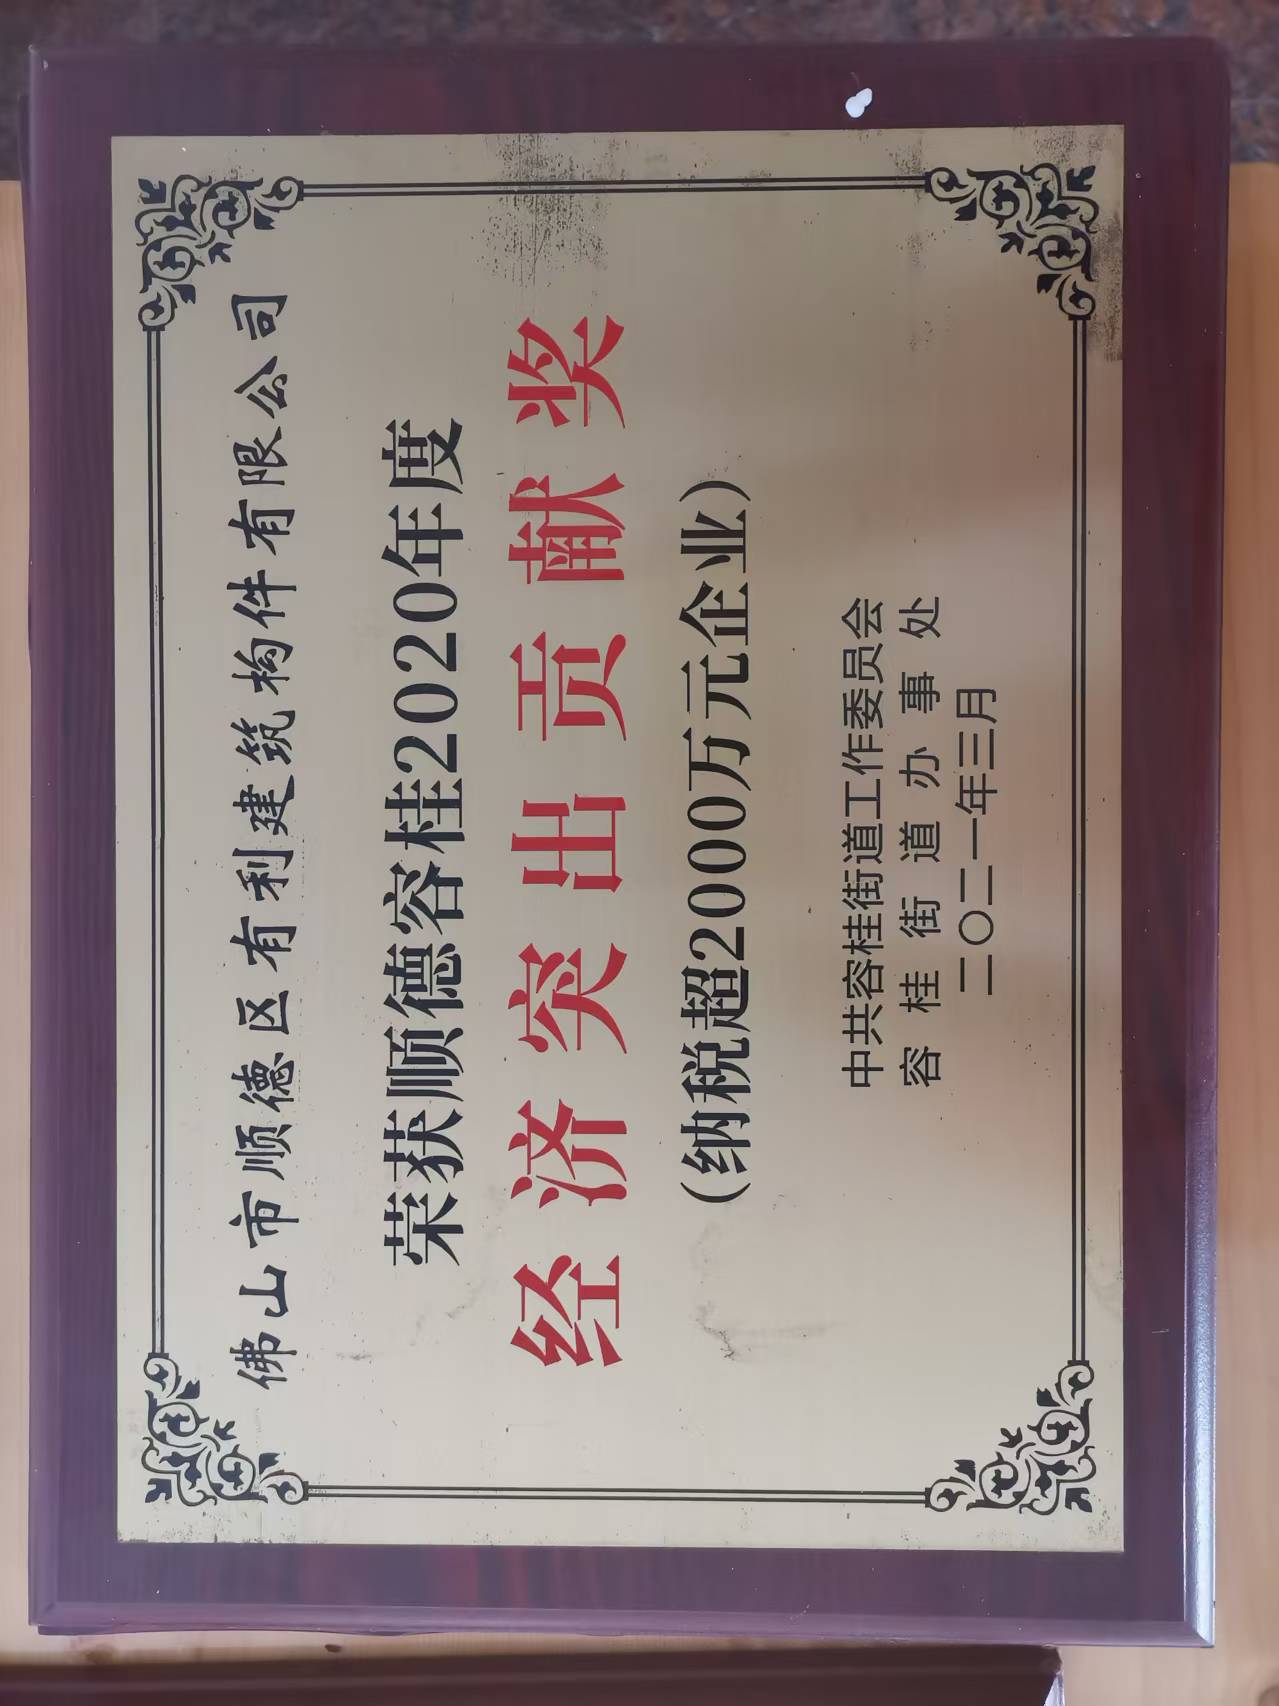 佛山市顺德区有利建筑构件有限公司
荣获顺德容桂2020年度
经济突出贡献奖
(纳税超2000万元企业)
中共容桂街道工作委员会
容桂街道办事处
二〇二一年三月